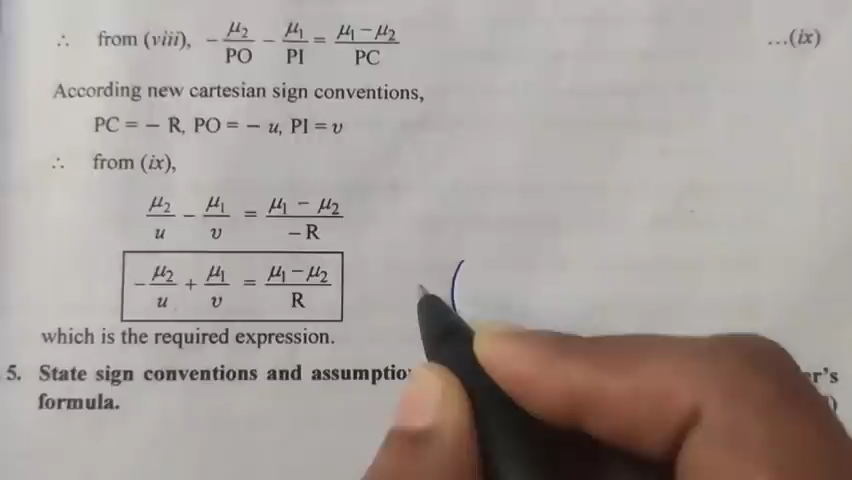 ∴ from (viii), -μ₂/PO - μ₁/PI = (μ₁ - μ₂)/PC ...(ix)
According new cartesian sign conventions,
PC = - R, PO = - u, PI = v
∴ from (ix),
μ₂/u - μ₁/v = (μ₁ - μ₂)/-R
-μ₂/u + μ₁/v = (μ₁ - μ₂)/R
which is the required expression.
5. State sign conventions and
formula.